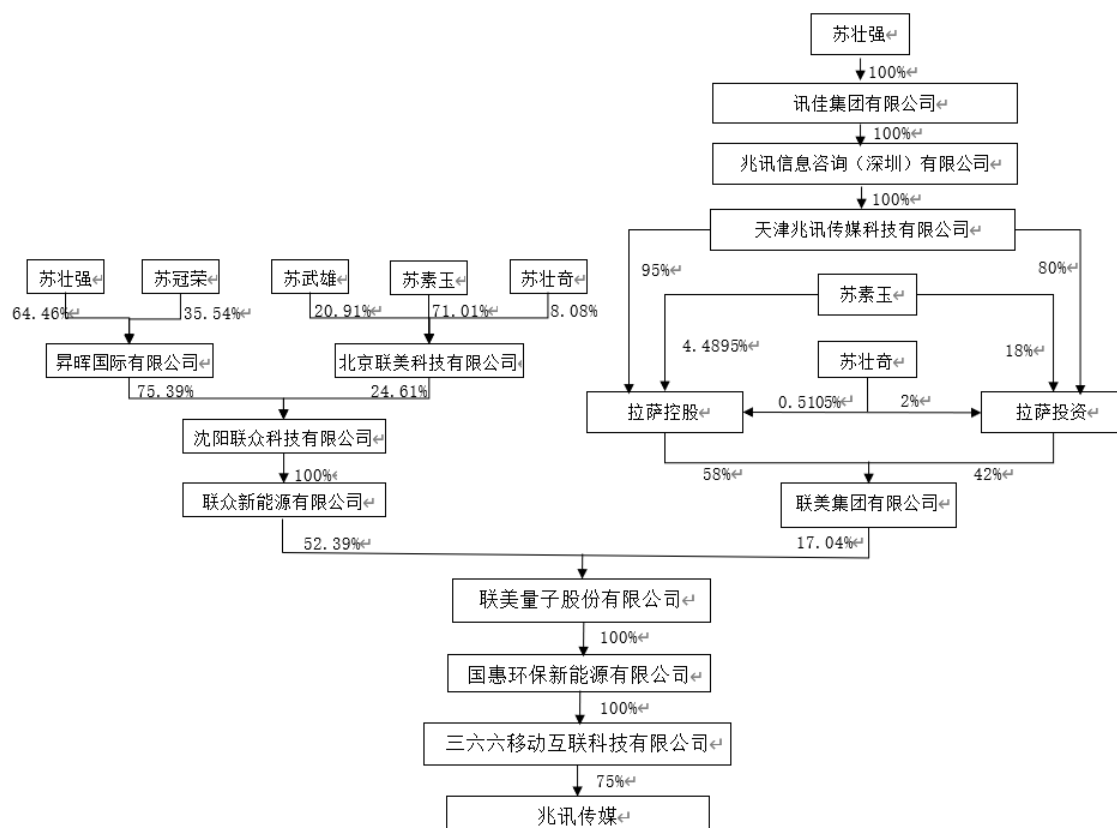 苏壮强↵
100%↵
讯佳集团有限公司↵
100%↵
兆讯信息咨询（深圳）有限公司↵
100%↵
天津兆讯传媒科技有限公司↵
苏壮强↵
苏冠荣↵
苏武雄↵
苏素玉↵
苏壮奇↵
95%↵
80%↵
苏素玉↵
64.46%↵
35.54%↵
20.91%↵
71.01%↵
8.08%
4.4895%↵
18%↵
昇晖国际有限公司↵
北京联美科技有限公司↵
苏壮奇↵
75.39%↵
24.61%↵
拉萨控股↵
0.5105%↵
2%↵
拉萨投资↵
沈阳联众科技有限公司↵
100%↵
58%↵
42%↵
联众新能源有限公司↵
联美集团有限公司↵
52.39%↵
17.04%↵
联美量子股份有限公司↵
100%↵
国惠环保新能源有限公司↵
100%↵
三六六移动互联科技有限公司↵
75%↵
兆讯传媒↵